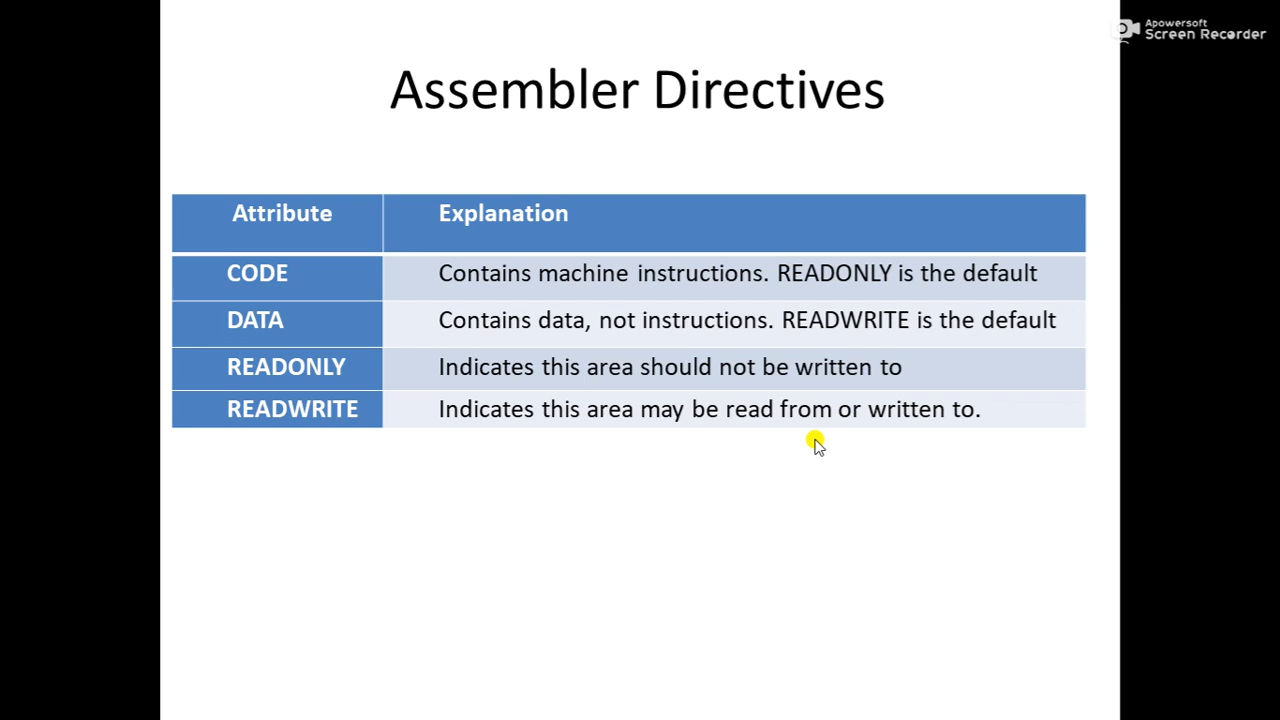 Apowersoft
Screen Recorder
Assembler Directives
Attribute Explanation
CODE Contains machine instructions. READONLY is the default
DATA Contains data, not instructions. READWRITE is the default
READONLY Indicates this area should not be written to
READWRITE Indicates this area may be read from or written to.